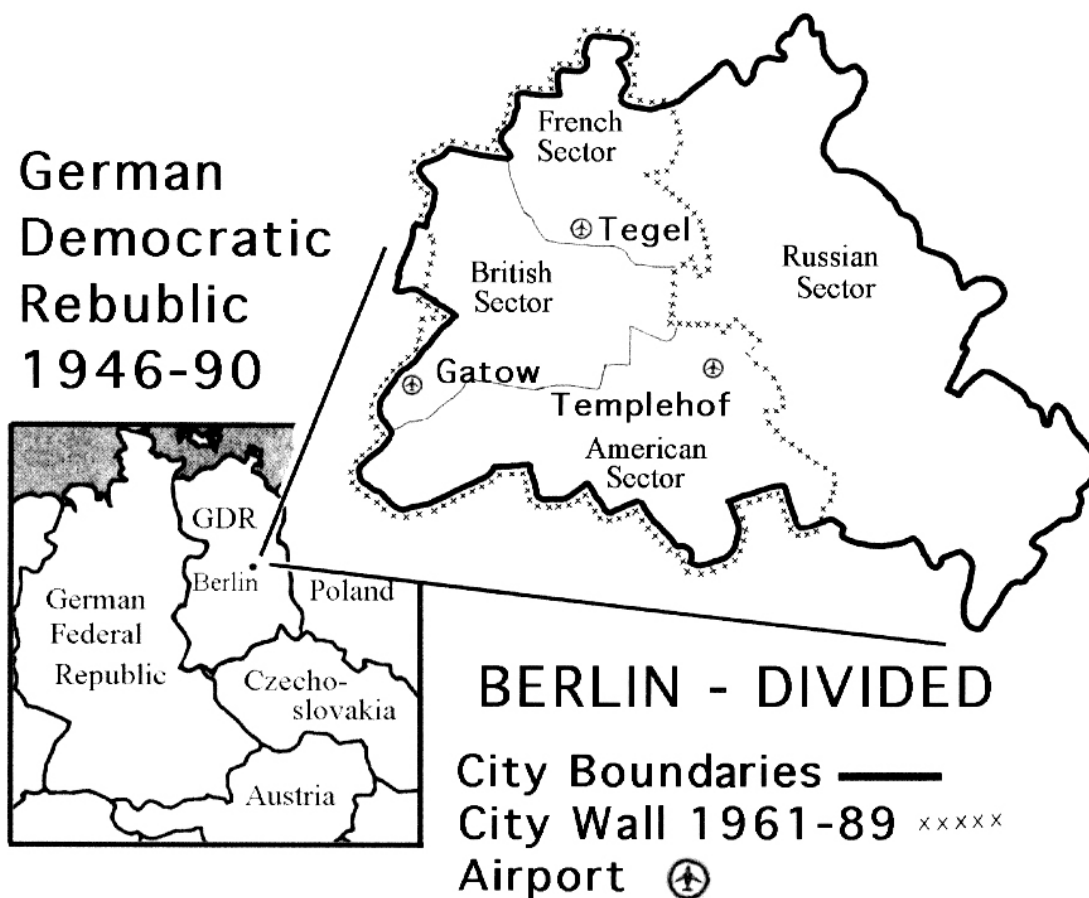 German
Democratic
Rebublic
1946-90
French
Sector
Tegel
British
Sector
Russian
Sector
Gatow
Templehof
American
Sector
GDR
Berlin
Poland
German
Federal
Republic
Czecho-
slovakia
Austria
BERLIN - DIVIDED
City Boundaries
City Wall 1961-89 xxxxx
Airport